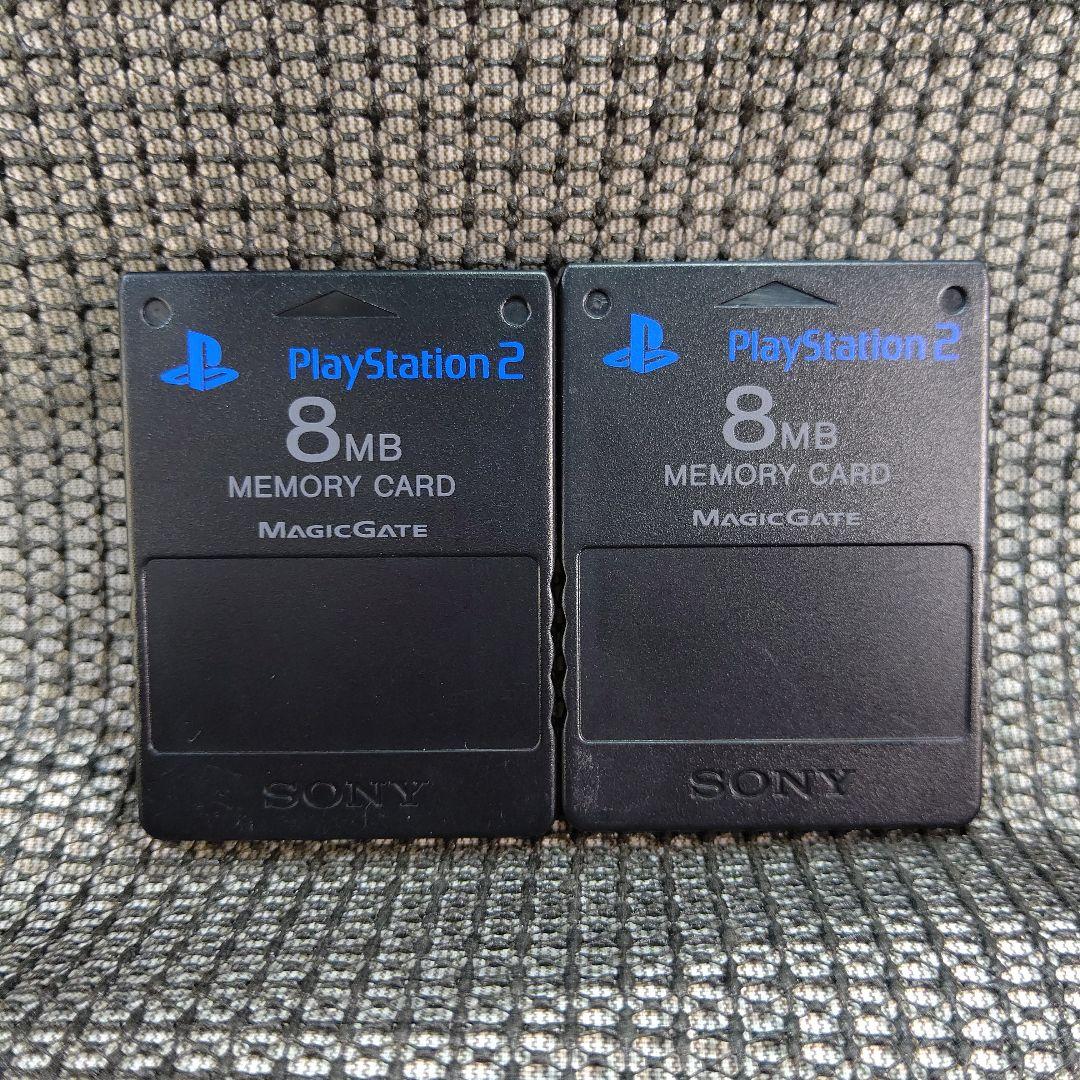 PlayStation 2
8MB
MEMORY CARD
MAGICGATE
SONY
PlayStation 2
8MB
MEMORY CARD
MAGICGATE
SONY